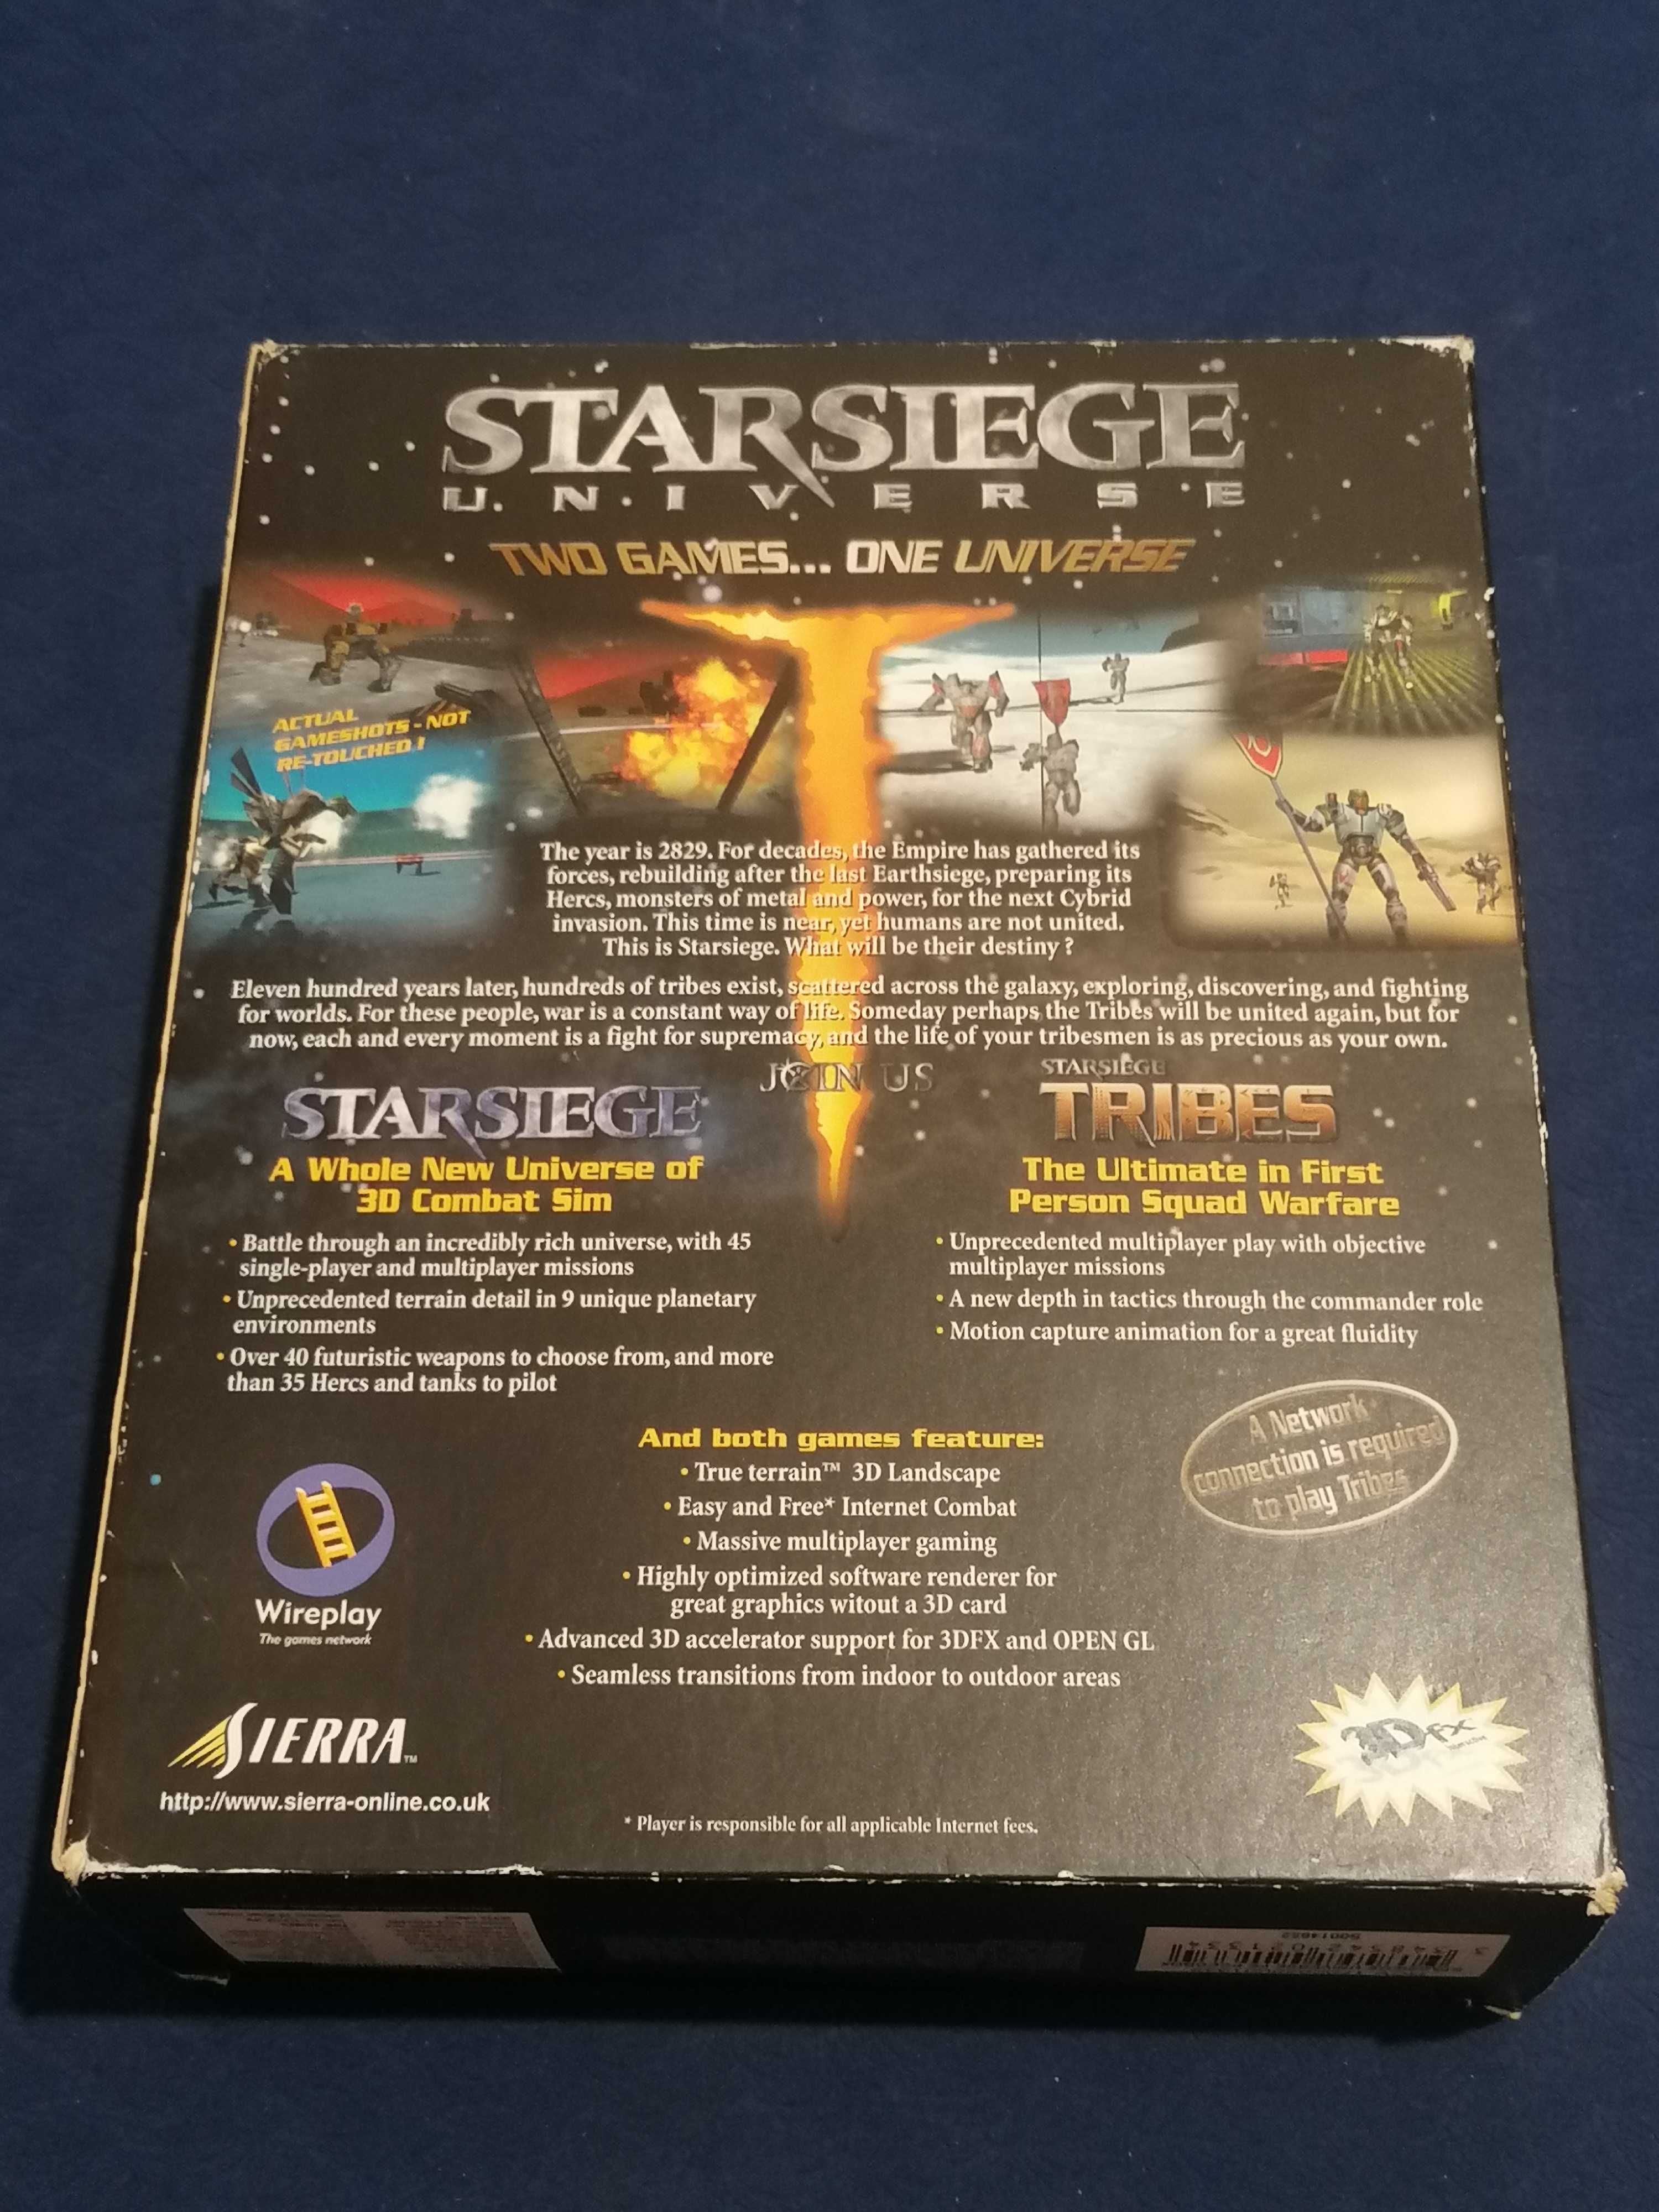 STARSIEGE
UNIVERSE
TWO GAMES... ONE UNIVERSE
ACTUAL
GAMESHOTS - NOT
RE-TOUCHED !
The year is 2829. For decades, the Empire has gathered its
forces, rebuilding after the last Earthsiege, preparing its
Hercs, monsters of metal and power, for the next Cybrid
invasion. This time is near, yet humans are not united.
This is Starsiege. What will be their destiny ?
Eleven hundred years later, hundreds of tribes exist, scattered across the galaxy, exploring, discovering, and fighting
for worlds. For these people, war is a constant way of life. Someday perhaps the Tribes will be united again, but for
now, each and every moment is a fight for supremacy, and the life of your tribesmen is as precious as your own.
JOIN US
STARSIEGE
A Whole New Universe of
3D Combat Sim
• Battle through an incredibly rich universe, with 45
single-player and multiplayer missions
• Unprecedented terrain detail in 9 unique planetary
environments
• Over 40 futuristic weapons to choose from, and more
than 35 Hercs and tanks to pilot
STARSIEGE
TRIBES
The Ultimate in First
Person Squad Warfare
• Unprecedented multiplayer play with objective
multiplayer missions
• A new depth in tactics through the commander role
• Motion capture animation for a great fluidity
A Network
connection is required
to play Tribes
And both games feature:
• True terrain™ 3D Landscape
• Easy and Free* Internet Combat
• Massive multiplayer gaming
• Highly optimized software renderer for
great graphics witout a 3D card
• Advanced 3D accelerator support for 3DFX and OPEN GL
• Seamless transitions from indoor to outdoor areas
Wireplay
The games network
SIERRA™
http://www.sierra-online.co.uk
3Dfx
interactive
* Player is responsible for all applicable Internet fees.
S0014622